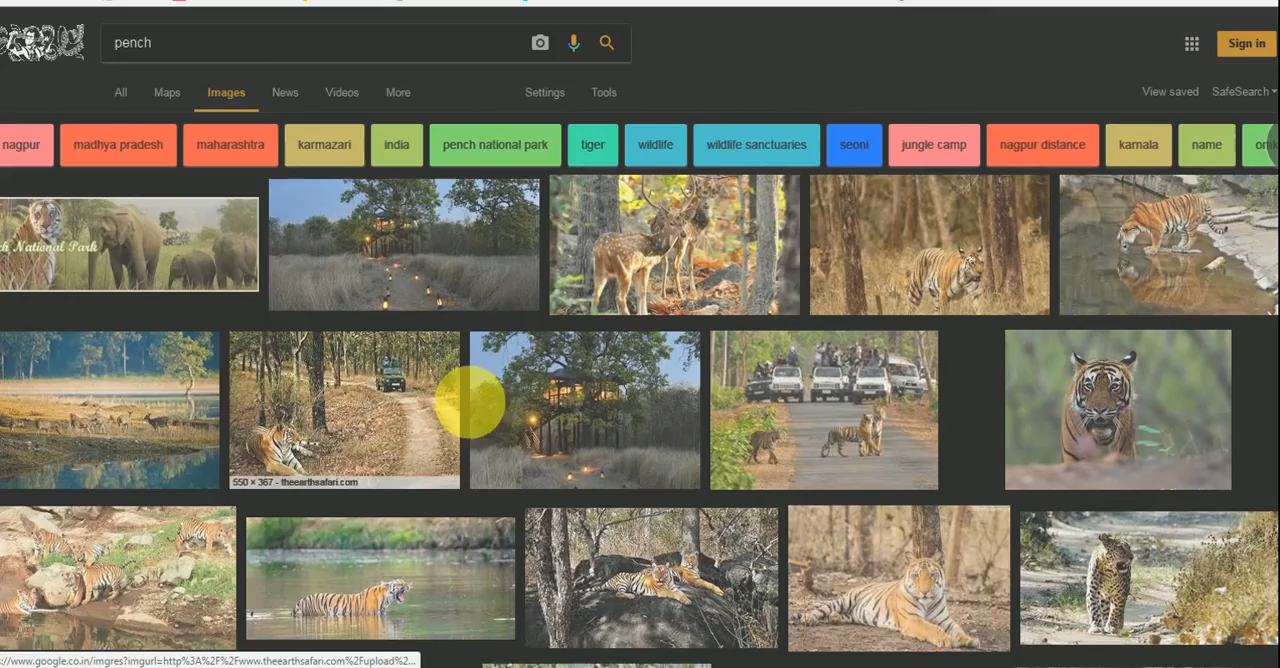 pench
Sign in
All Maps Images News Videos More Settings Tools View saved SafeSearch
nagpur madhya pradesh maharashtra karmazari india pench national park tiger wildlife wildlife sanctuaries seoni jungle camp nagpur distance karnala name
ch National Park
550 × 367 - theearthsafari.com
://www.google.co.in/imgres?imgurl=http%3A%2F%2Fwww.theearthsafari.com%2Fupload%2...